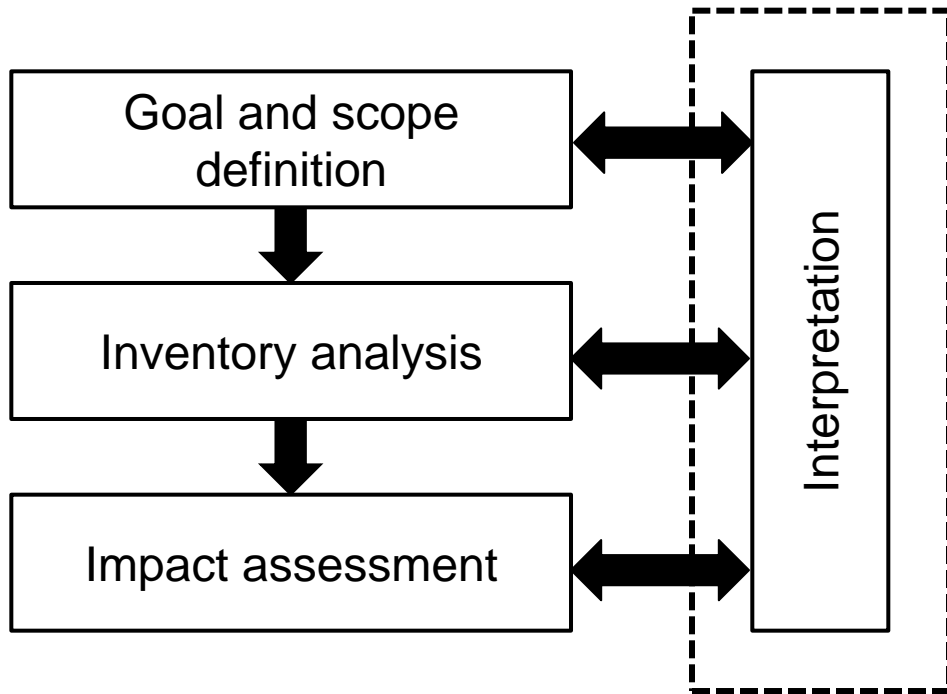 Goal and scope
definition
Inventory analysis
Impact assessment
Interpretation